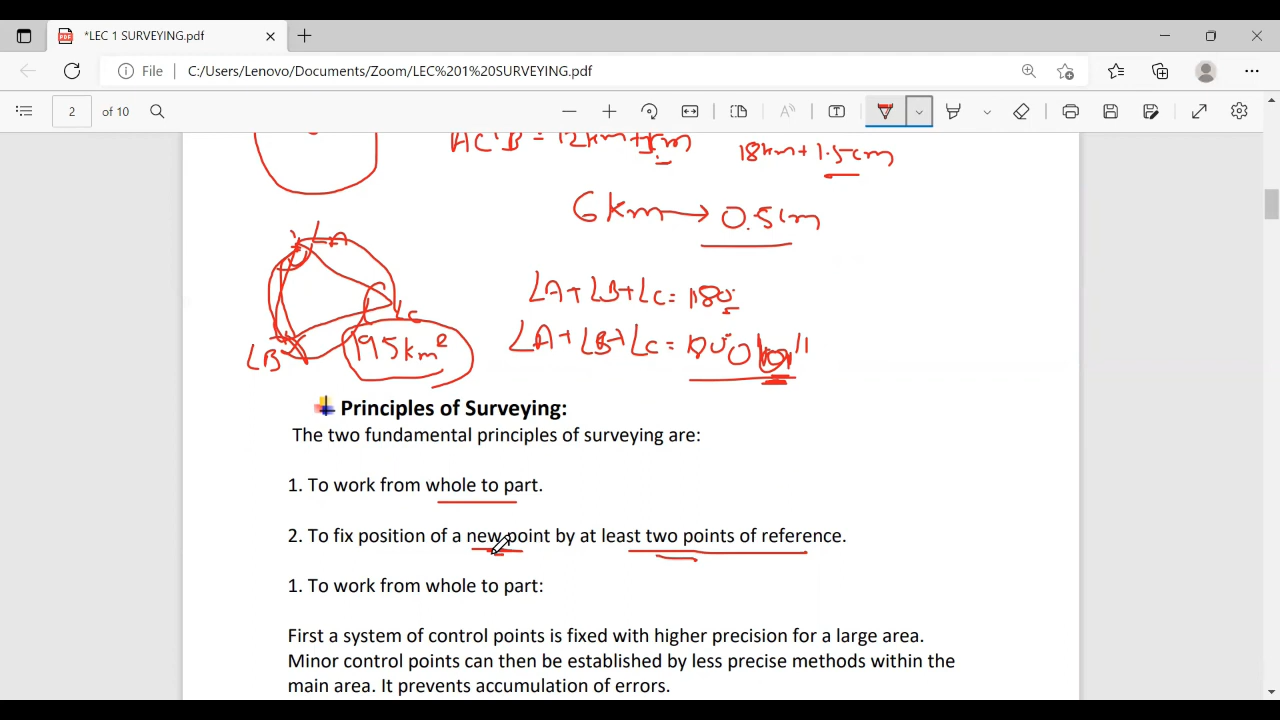 *LEC 1 SURVEYING.pdf
File C:/Users/Lenovo/Documents/Zoom/LEC%201%20SURVEYING.pdf
2 of 10
18km+1.5cm
6km → 0.5cm
∠A
∠A+∠B+∠C=180°
∠C
∠A+∠B+∠C=
∠B
195km²
Principles of Surveying:
The two fundamental principles of surveying are:
1. To work from whole to part.
2. To fix position of a new point by at least two points of reference.
1. To work from whole to part:
First a system of control points is fixed with higher precision for a large area.
Minor control points can then be established by less precise methods within the
main area. It prevents accumulation of errors.